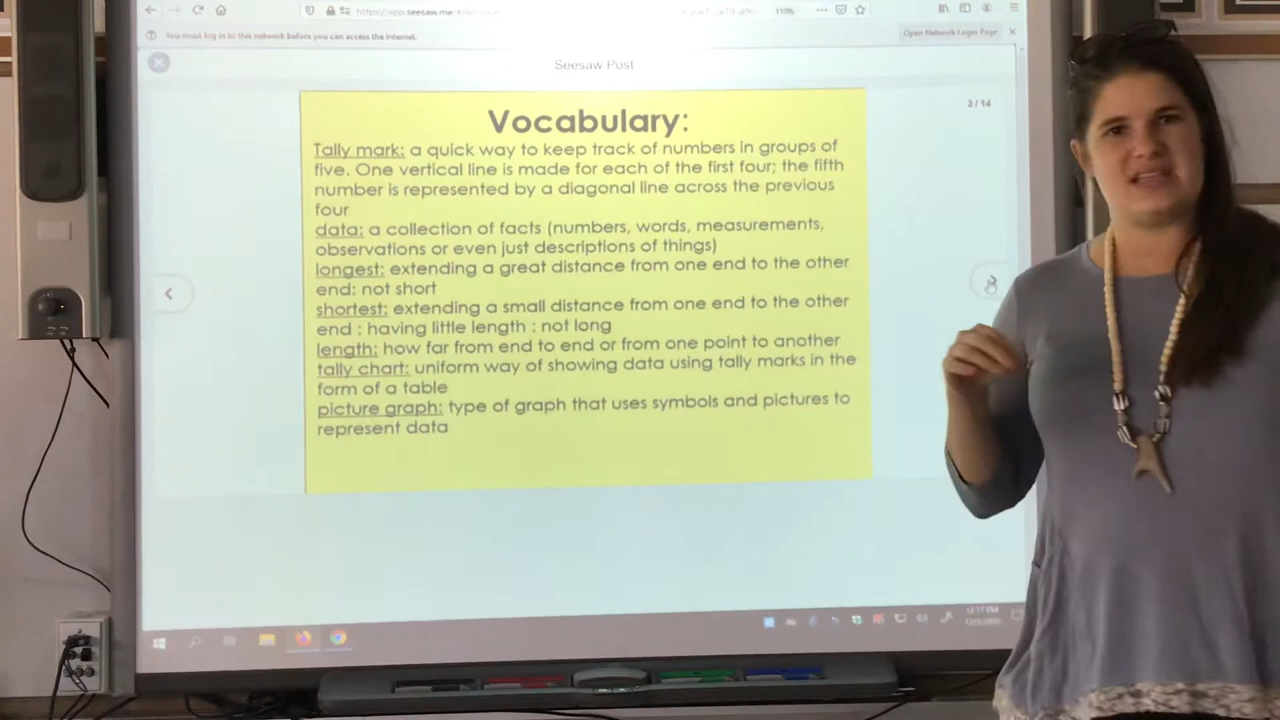 You must log in to this network before you can access the Internet.
Open Network Login Page
Seesaw Post
3 / 14
Vocabulary:
Tally mark: a quick way to keep track of numbers in groups of
five. One vertical line is made for each of the first four; the fifth
number is represented by a diagonal line across the previous
four
data: a collection of facts (numbers, words, measurements,
observations or even just descriptions of things)
longest: extending a great distance from one end to the other
end: not short
shortest: extending a small distance from one end to the other
end : having little length : not long
length: how far from end to end or from one point to another
tally chart: uniform way of showing data using tally marks in the
form of a table
picture graph: type of graph that uses symbols and pictures to
represent data
12:17 PM